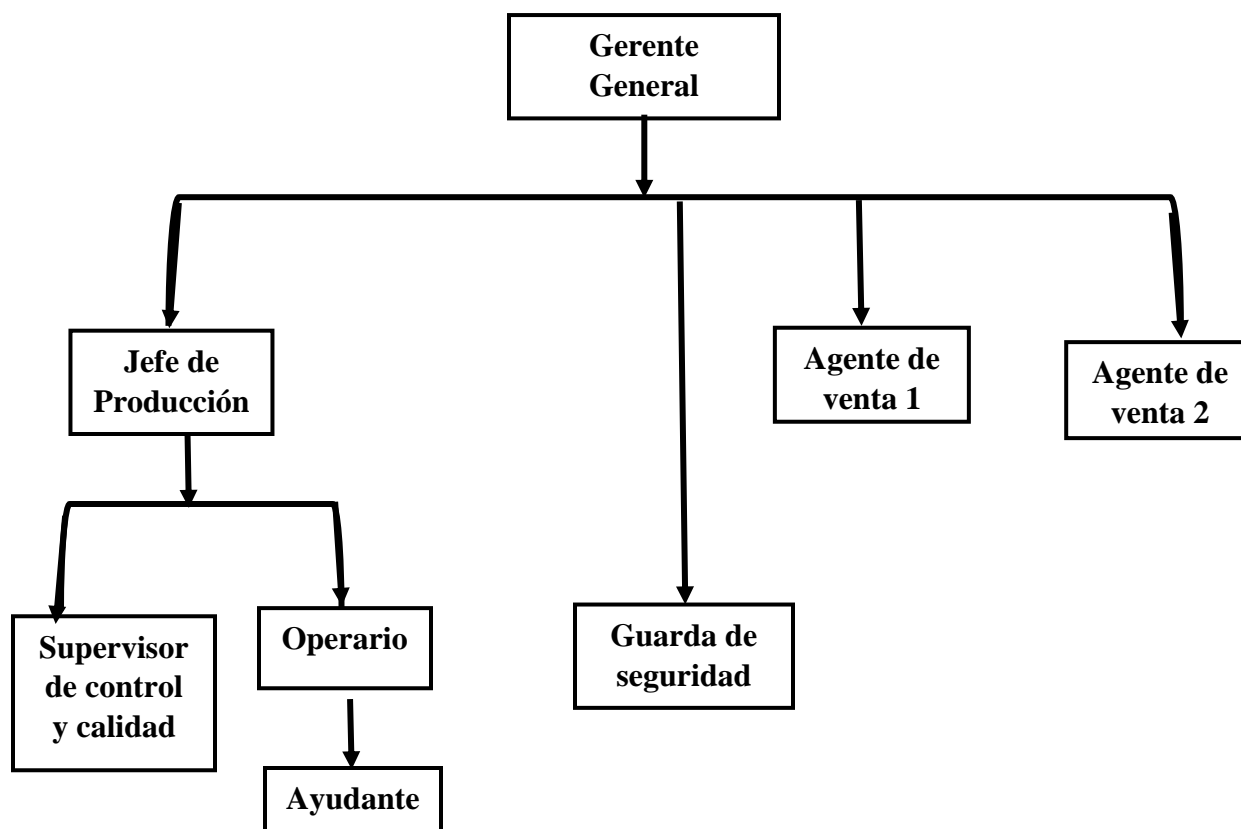 Gerente
General
Jefe de
Producción
Agente de
venta 1
Agente de
venta 2
Supervisor
de control
y calidad
Operario
Guarda de
seguridad
Ayudante